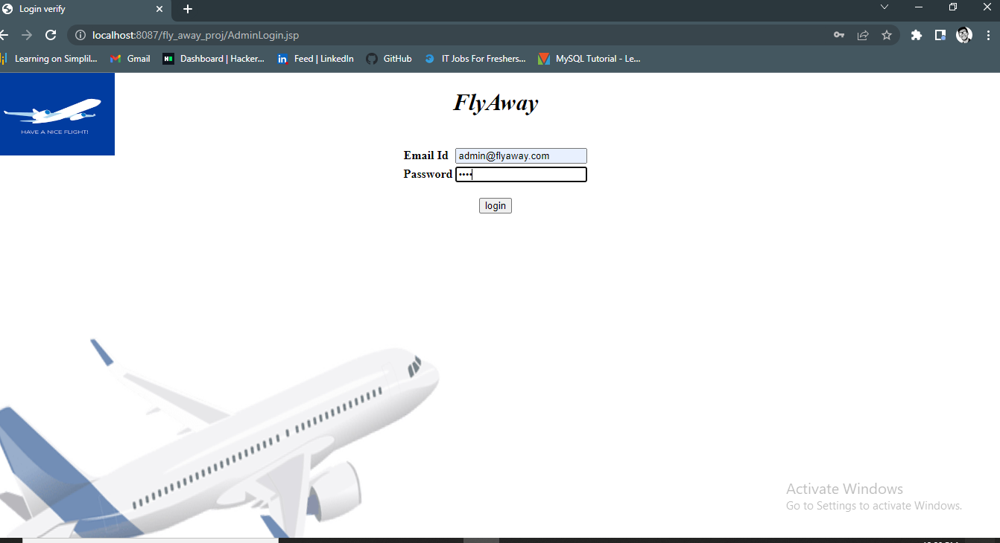 Login verify
localhost:8087/fly_away_proj/AdminLogin.jsp
Learning on Simplil... Gmail Dashboard | Hacker... Feed | LinkedIn GitHub IT Jobs For Freshers... MySQL Tutorial - Le...
HAVE A NICE FLIGHT!
FlyAway
Email Id admin@flyaway.com
Password ••••
login
Activate Windows
Go to Settings to activate Windows.